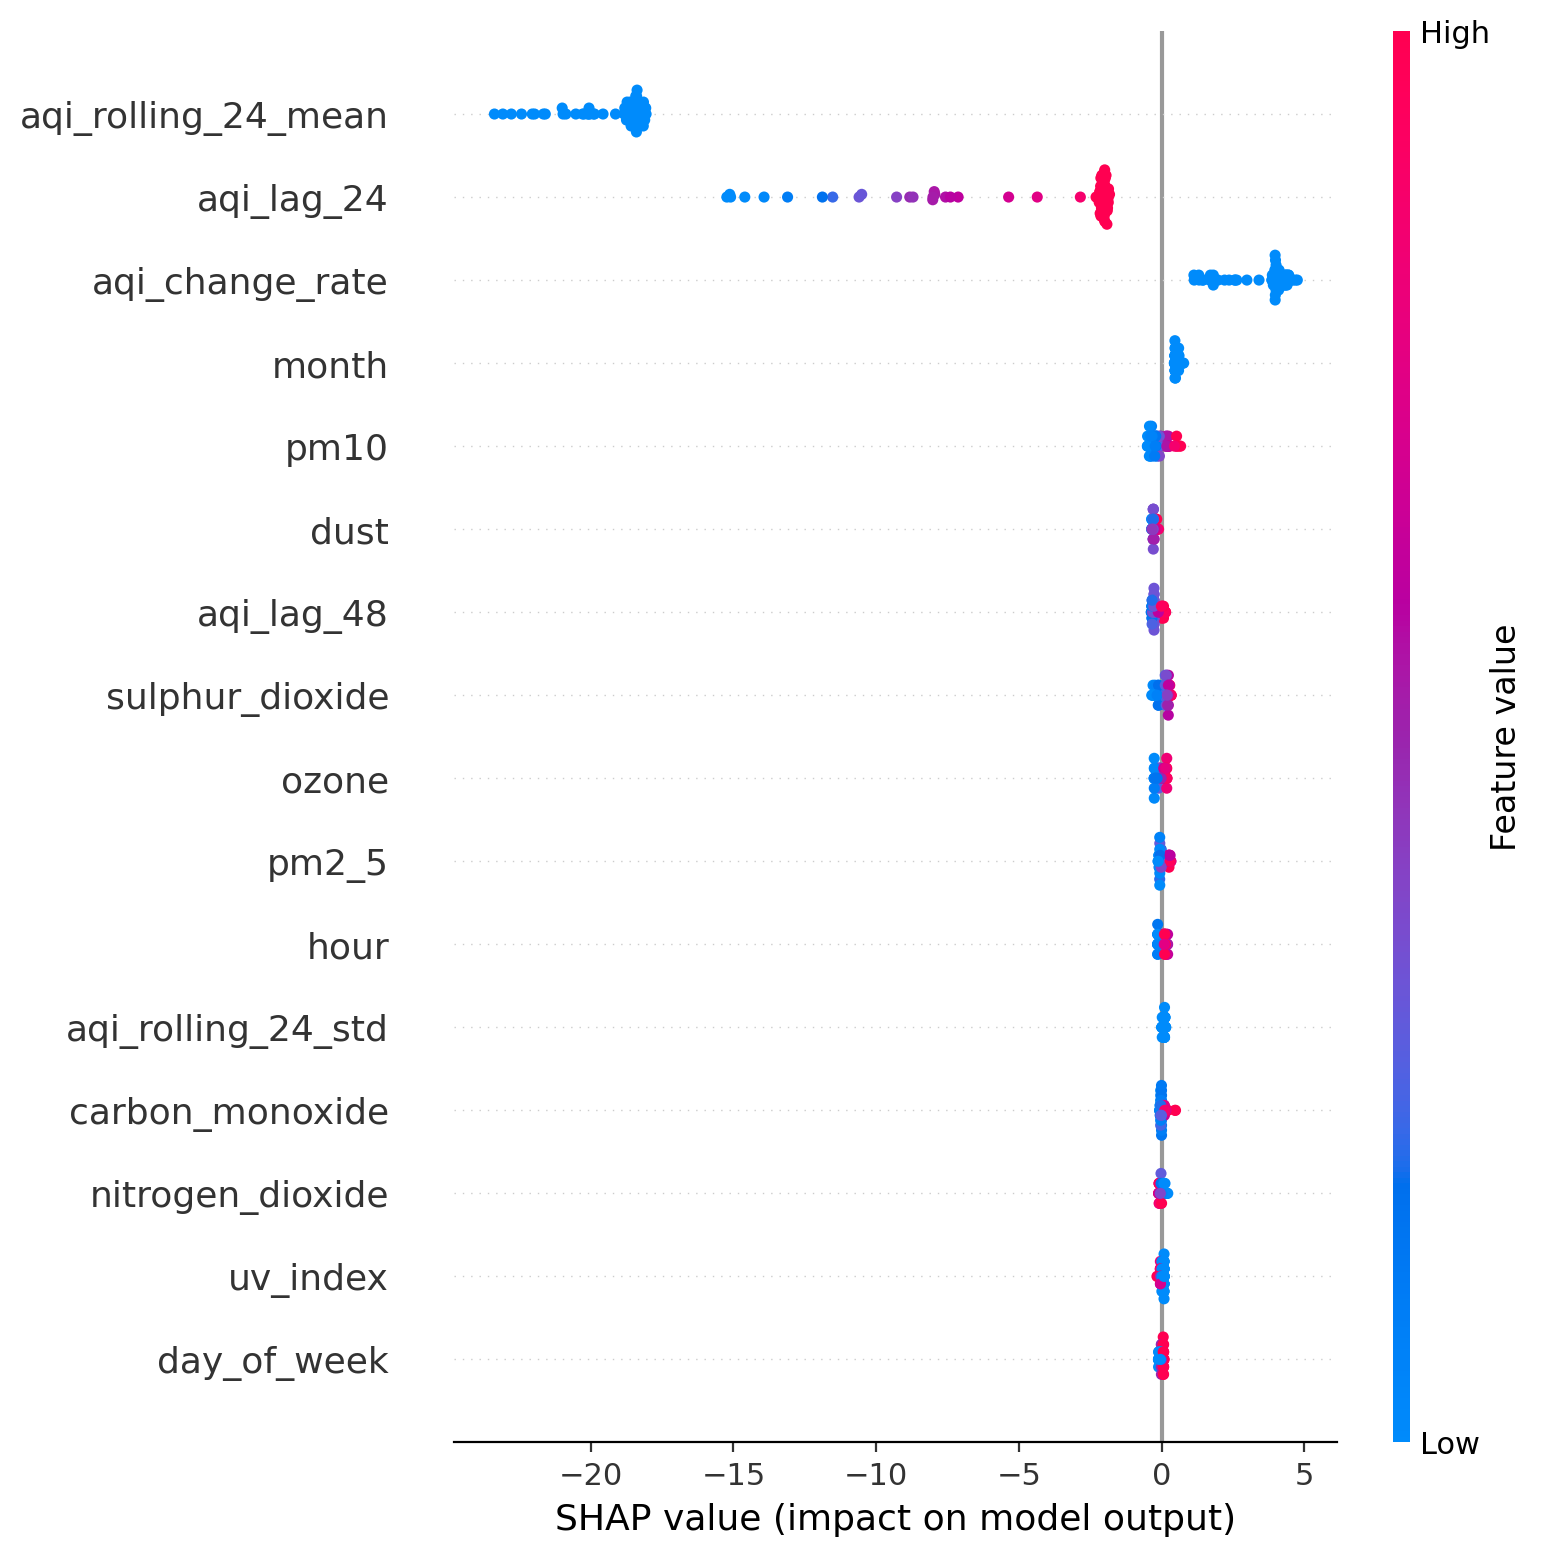 High
aqi_rolling_24_mean
aqi_lag_24
aqi_change_rate
month
pm10
dust
aqi_lag_48
sulphur_dioxide
ozone
pm2_5
hour
aqi_rolling_24_std
carbon_monoxide
nitrogen_dioxide
uv_index
day_of_week
Feature value
Low
−20 −15 −10 −5 0 5
SHAP value (impact on model output)